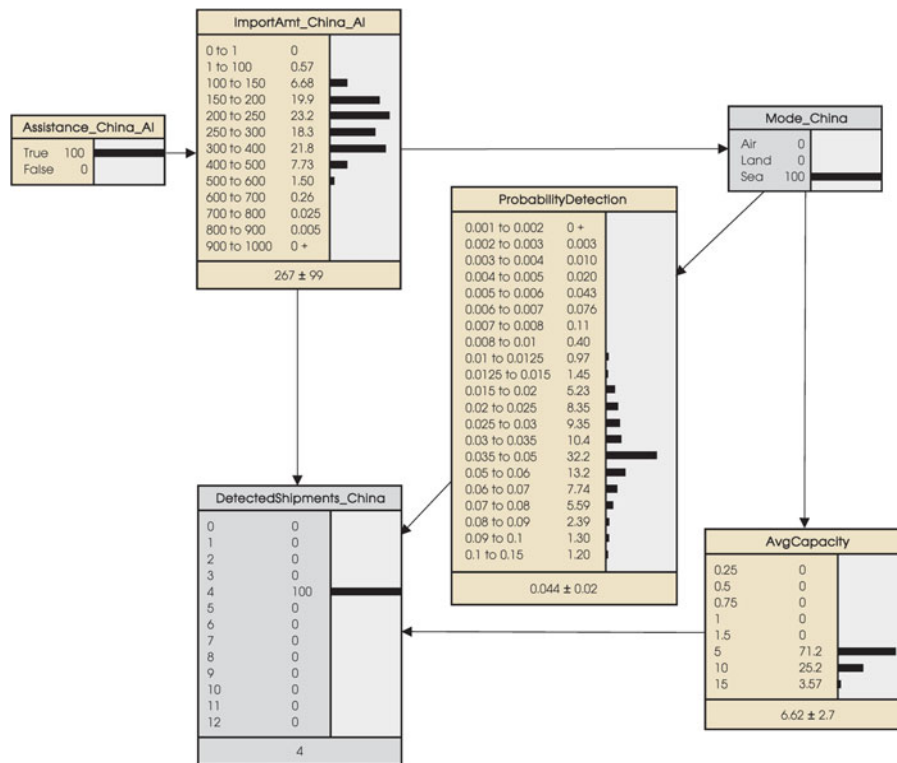 ImportAmt_China_AI
0 to 1 0
1 to 100 0.57
100 to 150 6.68
150 to 200 19.9
200 to 250 23.2
250 to 300 18.3
300 to 400 21.8
400 to 500 7.73
500 to 600 1.50
600 to 700 0.26
700 to 800 0.025
800 to 900 0.005
900 to 1000 0 +
267 ± 99
Assistance_China_AI
True 100
False 0
Mode_China
Air 0
Land 0
Sea 100
ProbabilityDetection
0.001 to 0.002 0 +
0.002 to 0.003 0.003
0.003 to 0.004 0.010
0.004 to 0.005 0.020
0.005 to 0.006 0.043
0.006 to 0.007 0.076
0.007 to 0.008 0.11
0.008 to 0.01 0.40
0.01 to 0.0125 0.97
0.0125 to 0.015 1.45
0.015 to 0.02 5.23
0.02 to 0.025 8.35
0.025 to 0.03 9.35
0.03 to 0.035 10.4
0.035 to 0.05 32.2
0.05 to 0.06 13.2
0.06 to 0.07 7.74
0.07 to 0.08 5.59
0.08 to 0.09 2.39
0.09 to 0.1 1.30
0.1 to 0.15 1.20
0.044 ± 0.02
DetectedShipments_China
0 0
1 0
2 0
3 0
4 100
5 0
6 0
7 0
8 0
9 0
10 0
11 0
12 0
4
AvgCapacity
0.25 0
0.5 0
0.75 0
1 0
1.5 0
5 71.2
10 25.2
15 3.57
6.62 ± 2.7